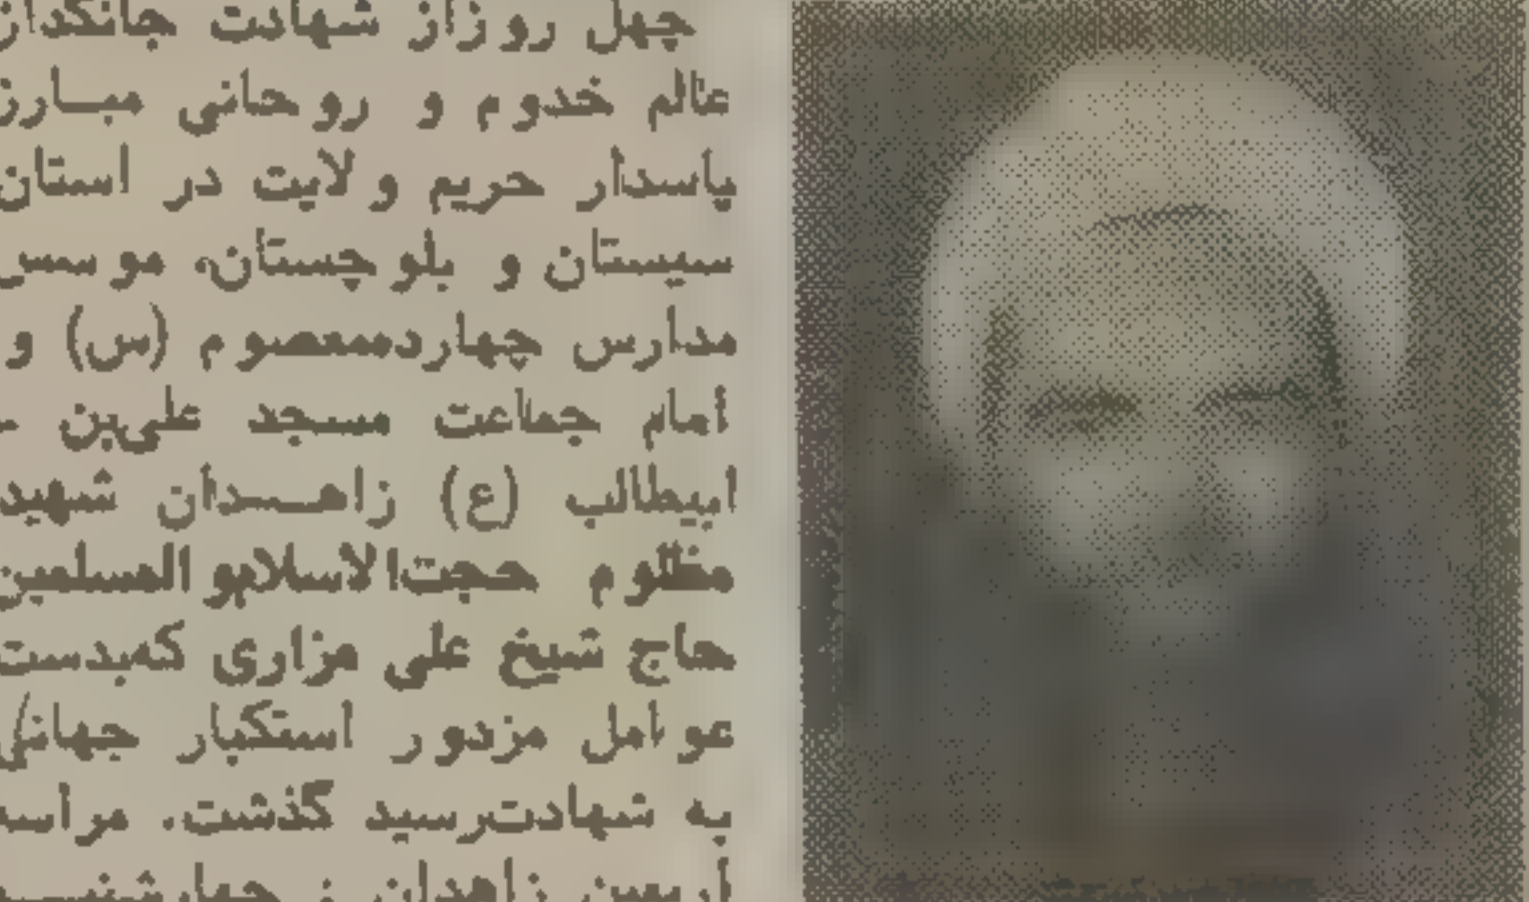 چهل روز از شهادت جانگداز
عالم خدوم و روحانی مبارز
پاسدار حریم ولایت در استان
سیستان و بلوچستان، موسس
مدارس چهارده معصوم (س) و
امام جماعت مسجد علی‌بن
ابیطالب (ع) زاهدان شهید
مظلوم حجت‌الاسلام‌والمسلمین
حاج شیخ علی مزاری که‌بدست
عوامل مزدور استکبار جهانی
به شهادت‌رسید گذشت. مراسم